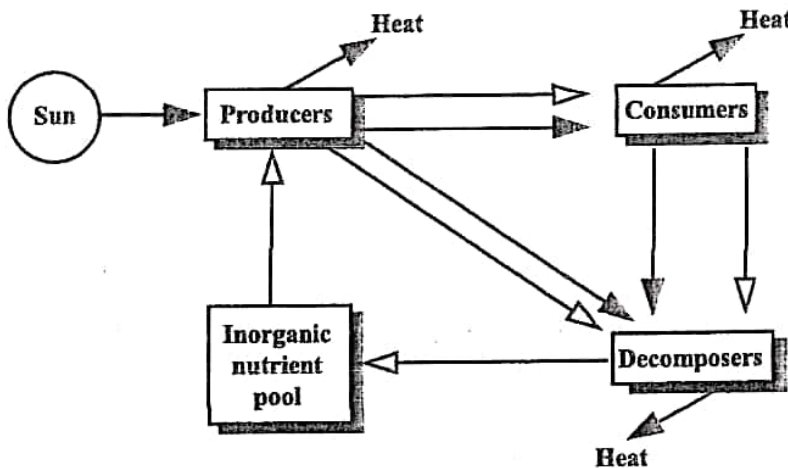 Heat
Heat
Sun
Producers
Consumers
Inorganic
nutrient
pool
Decomposers
Heat